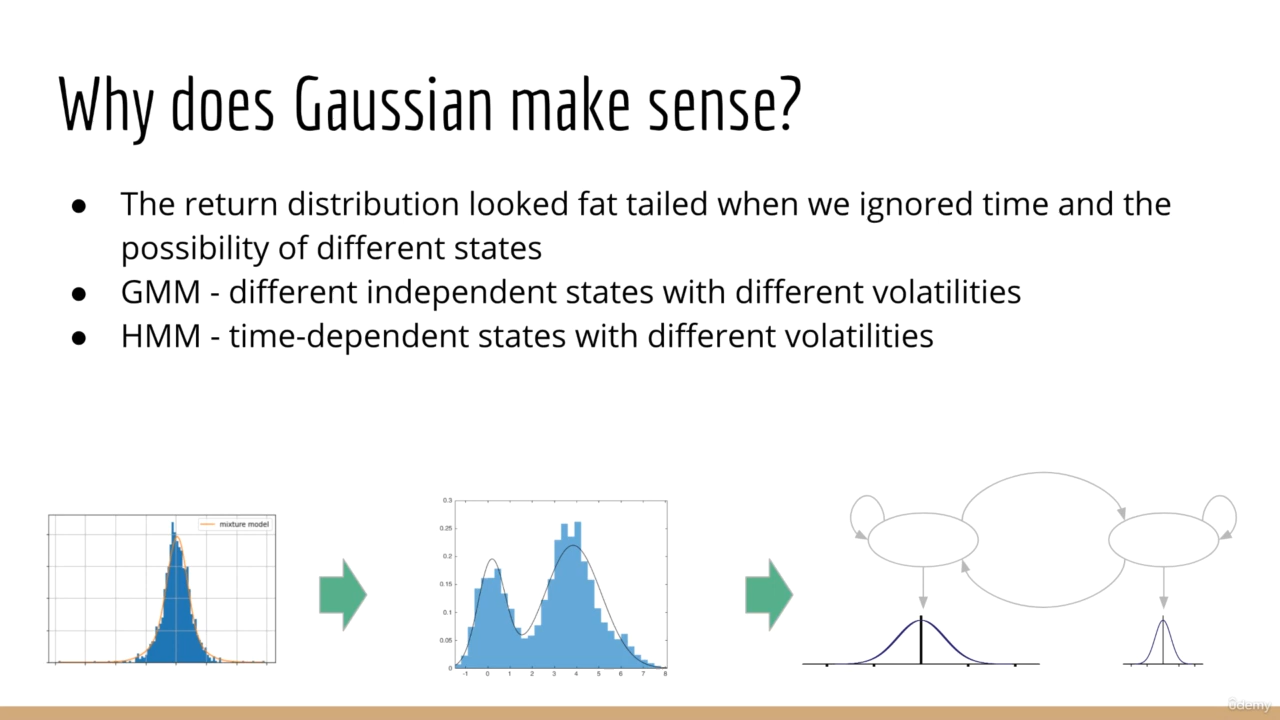 Why does Gaussian make sense?
● The return distribution looked fat tailed when we ignored time and the
possibility of different states
● GMM - different independent states with different volatilities
● HMM - time-dependent states with different volatilities
mixture model
0.3
0.25
0.2
0.15
0.1
0.05
0
-1 0 1 2 3 4 5 6 7 8
ûdemy